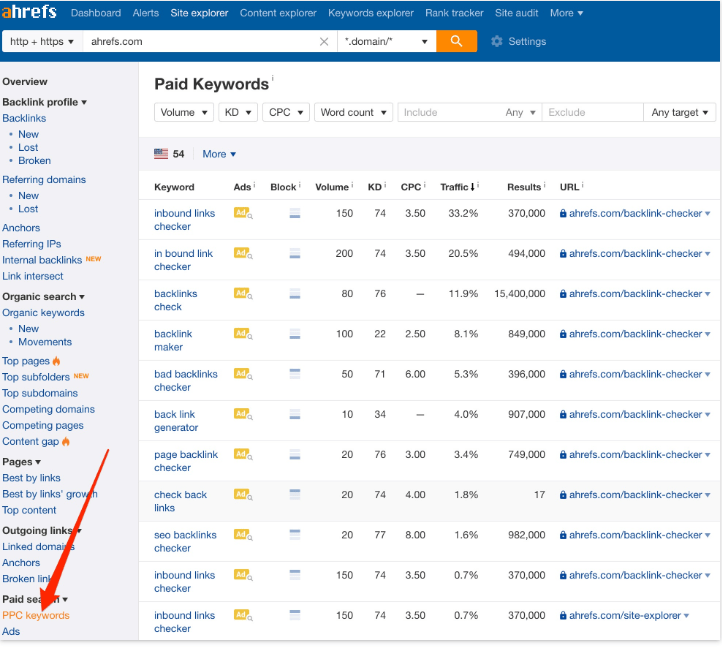 ahrefs Dashboard Alerts Site explorer Content explorer Keywords explorer Rank tracker Site audit More
http + https ahrefs.com *.domain/* Settings
Overview
Backlink profile
Backlinks
New
Lost
Broken
Referring domains
New
Lost
Anchors
Referring IPs
Internal backlinks NEW
Link intersect
Organic search
Organic keywords
New
Movements
Top pages
Top subfolders NEW
Top subdomains
Competing domains
Competing pages
Content gap
Pages
Best by links
Best by links' growth
Top content
Outgoing links
Linked domains
Anchors
Broken links
Paid search
PPC keywords
Ads
Paid Keywords i
Volume KD CPC Word count Include Any Exclude Any target
54 More
Keyword Ads i Block i Volume i KD i CPC i Traffic i Results i URL i
inbound links Ad 150 74 3.50 33.2% 370,000 ahrefs.com/backlink-checker
checker
in bound link Ad 200 74 3.50 20.5% 494,000 ahrefs.com/backlink-checker
checker
backlinks Ad 80 76 — 11.9% 15,400,000 ahrefs.com/backlink-checker
check
backlink Ad 100 22 2.50 8.1% 849,000 ahrefs.com/backlink-checker
maker
bad backlinks Ad 50 71 6.00 5.3% 396,000 ahrefs.com/backlink-checker
checker
back link Ad 10 34 — 4.0% 907,000 ahrefs.com/backlink-checker
generator
page backlink Ad 20 76 3.00 3.4% 749,000 ahrefs.com/backlink-checker
checker
check back Ad 20 74 4.00 1.8% 17 ahrefs.com/backlink-checker
links
seo backlinks Ad 20 77 8.00 1.6% 982,000 ahrefs.com/backlink-checker
checker
inbound links Ad 150 74 3.50 0.7% 370,000 ahrefs.com/backlink-checker
checker
inbound links Ad 150 74 3.50 0.7% 370,000 ahrefs.com/site-explorer
checker